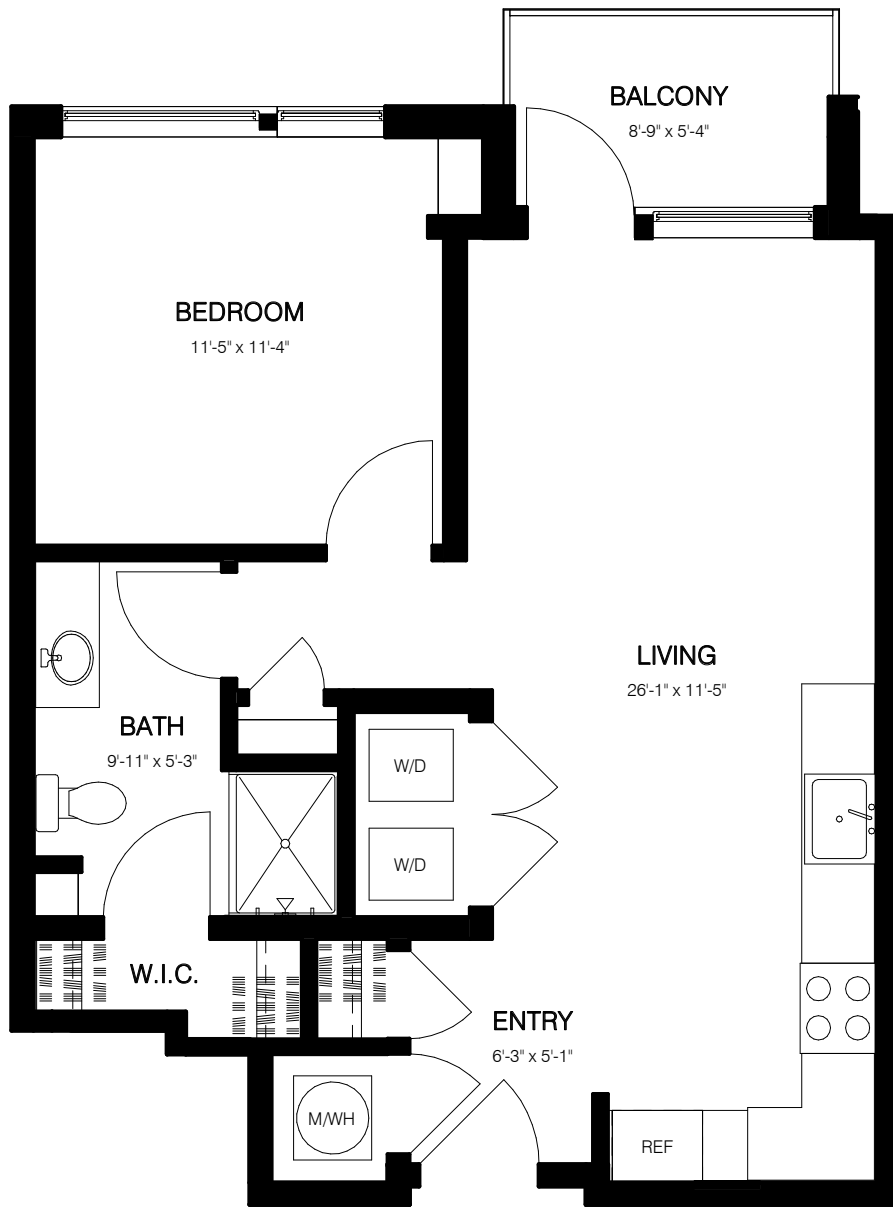 BALCONY
8'-9" x 5'-4"
BEDROOM
11'-5" x 11'-4"
LIVING
26'-1" x 11'-5"
BATH
9'-11" x 5'-3"
W/D
W/D
W.I.C.
ENTRY
6'-3" x 5'-1"
M/WH
REF